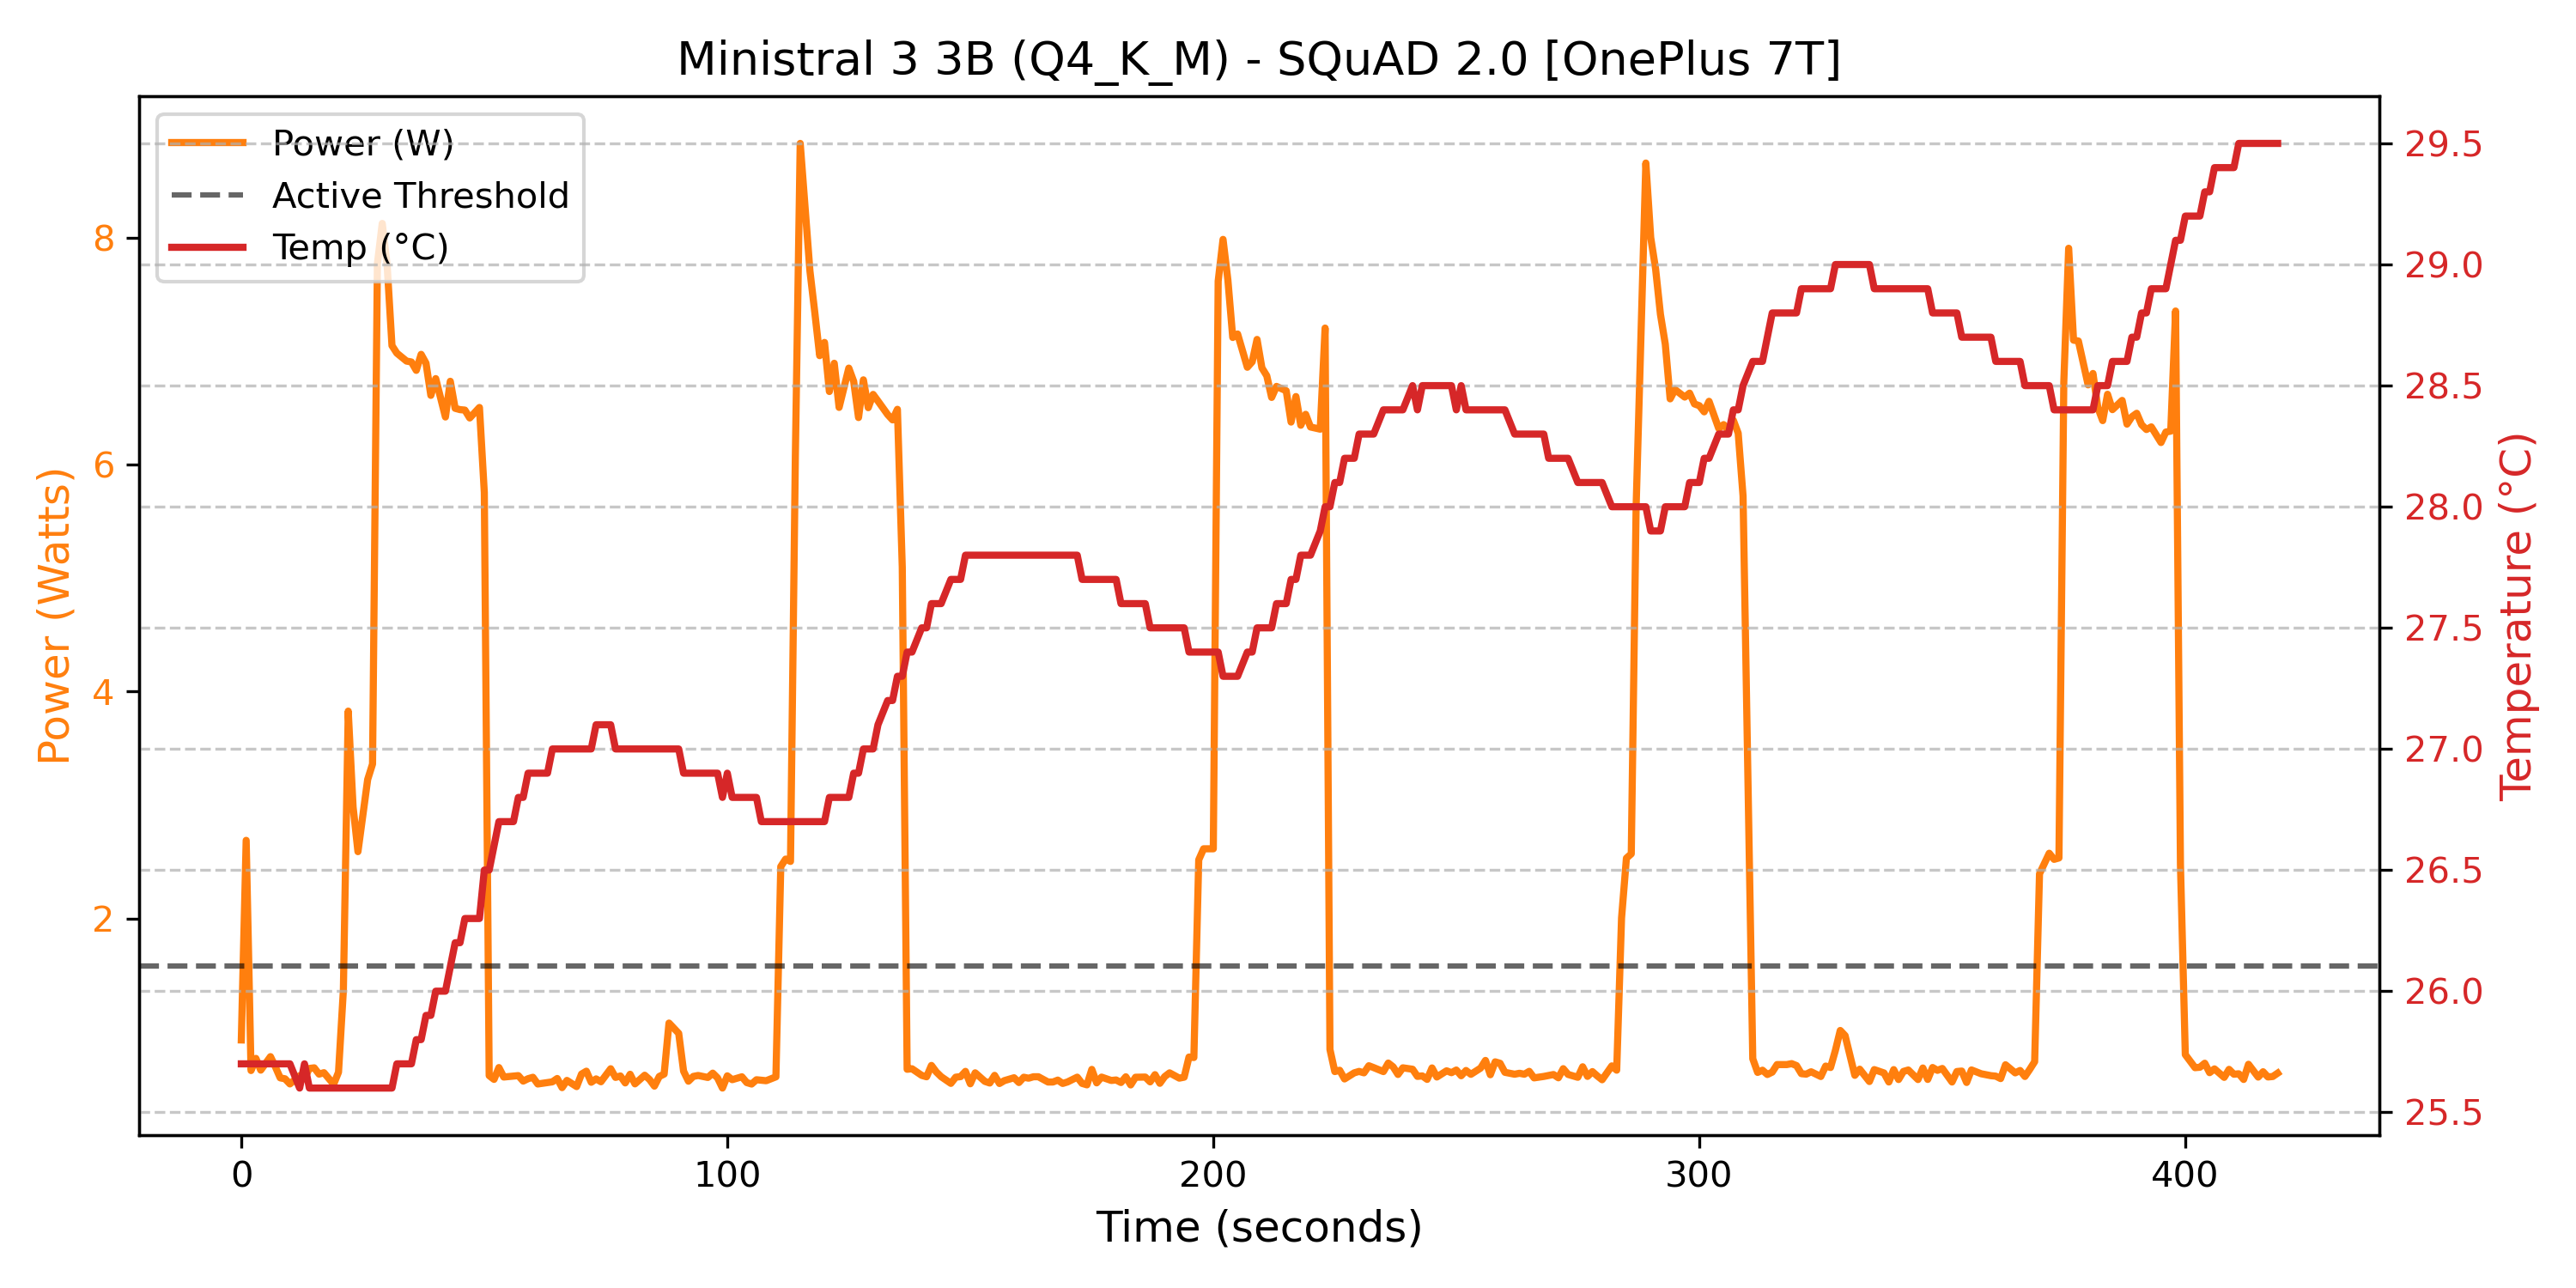 Ministral 3 3B (Q4_K_M) - SQuAD 2.0 [OnePlus 7T]
Power (W)
Active Threshold
Temp (°C)
Power (Watts)
8
6
4
2
29.5
29.0
28.5
28.0
27.5
27.0
26.5
26.0
25.5
Temperature (°C)
0 100 200 300 400
Time (seconds)